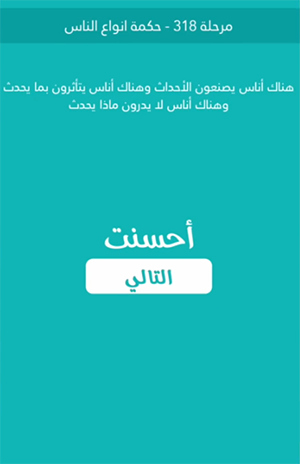 مرحلة 318 - حكمة انواع الناس
هناك أناس يصنعون الأحداث وهناك أناس يتأثرون بما يحدث
وهناك أناس لا يدرون ماذا يحدث
أحسنت
التالي